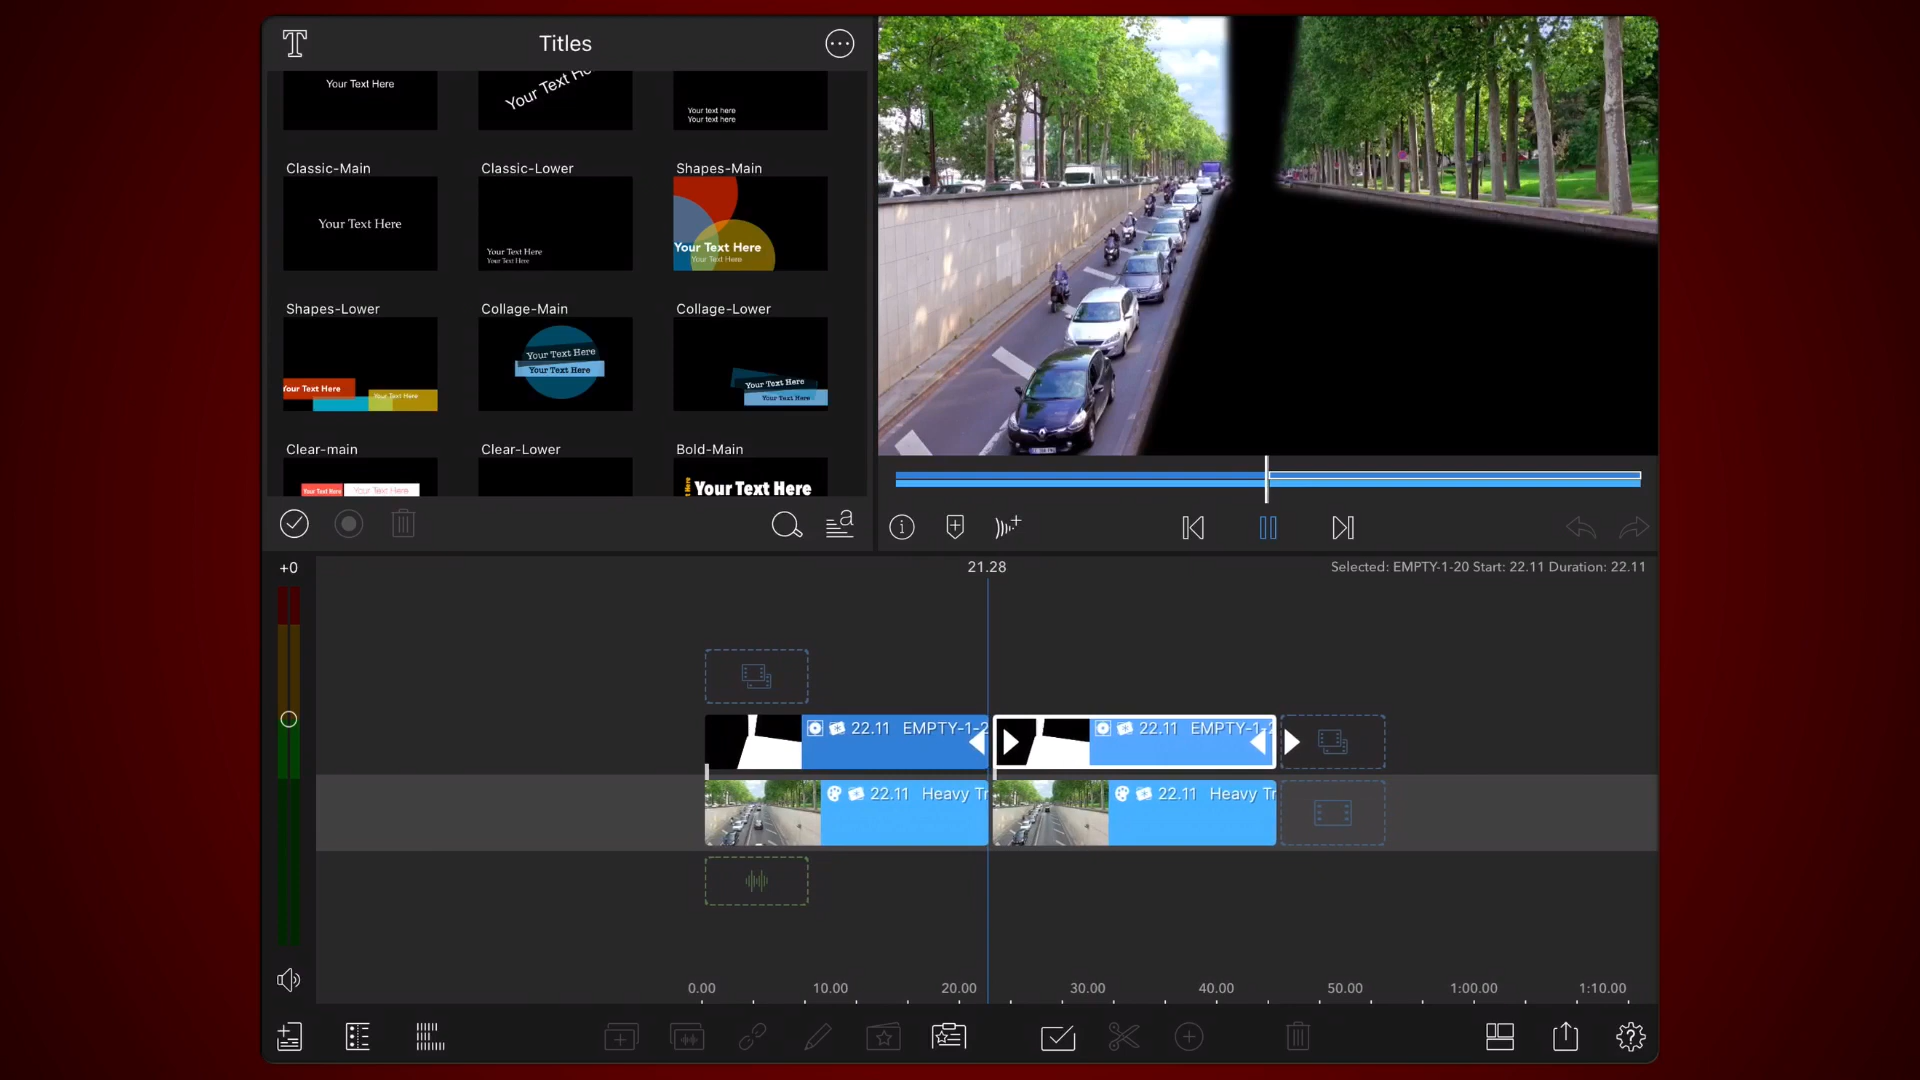 Titles
Your Text Here
Your Text He
Your text here
Your text here
Classic-Main
Classic-Lower
Shapes-Main
Your Text Here
Your Text Here
Your Text Here
Your Text Here
Your Text Here
Shapes-Lower
Collage-Main
Collage-Lower
Your Text Here
Your Text Here
Your Text Here
Your Text Here
Your Text Here
Your Text Here
Clear-main
Clear-Lower
Bold-Main
Your Text Here
Your Text Here
Here
Your Text Here
+0
21.28
Selected: EMPTY-1-20 Start: 22.11 Duration: 22.11
22.11 EMPTY-1-2
22.11 EMPTY-1-2
22.11 Heavy Tr
22.11 Heavy Tr
0.00
10.00
20.00
30.00
40.00
50.00
1:00.00
1:10.00